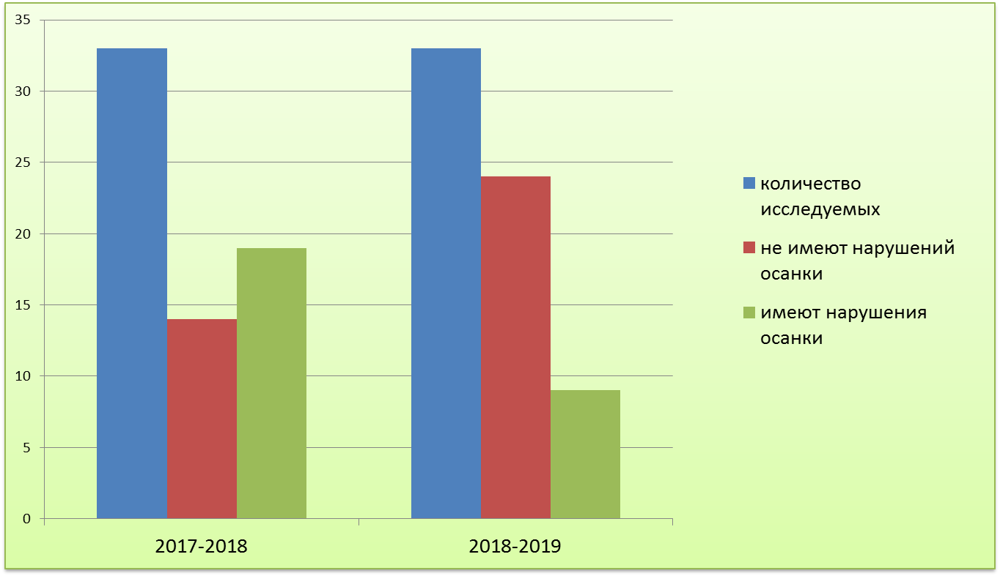 35
30
25
20
15
10
5
0
2017-2018
2018-2019
количество
исследуемых
не имеют нарушений
осанки
имеют нарушения
осанки